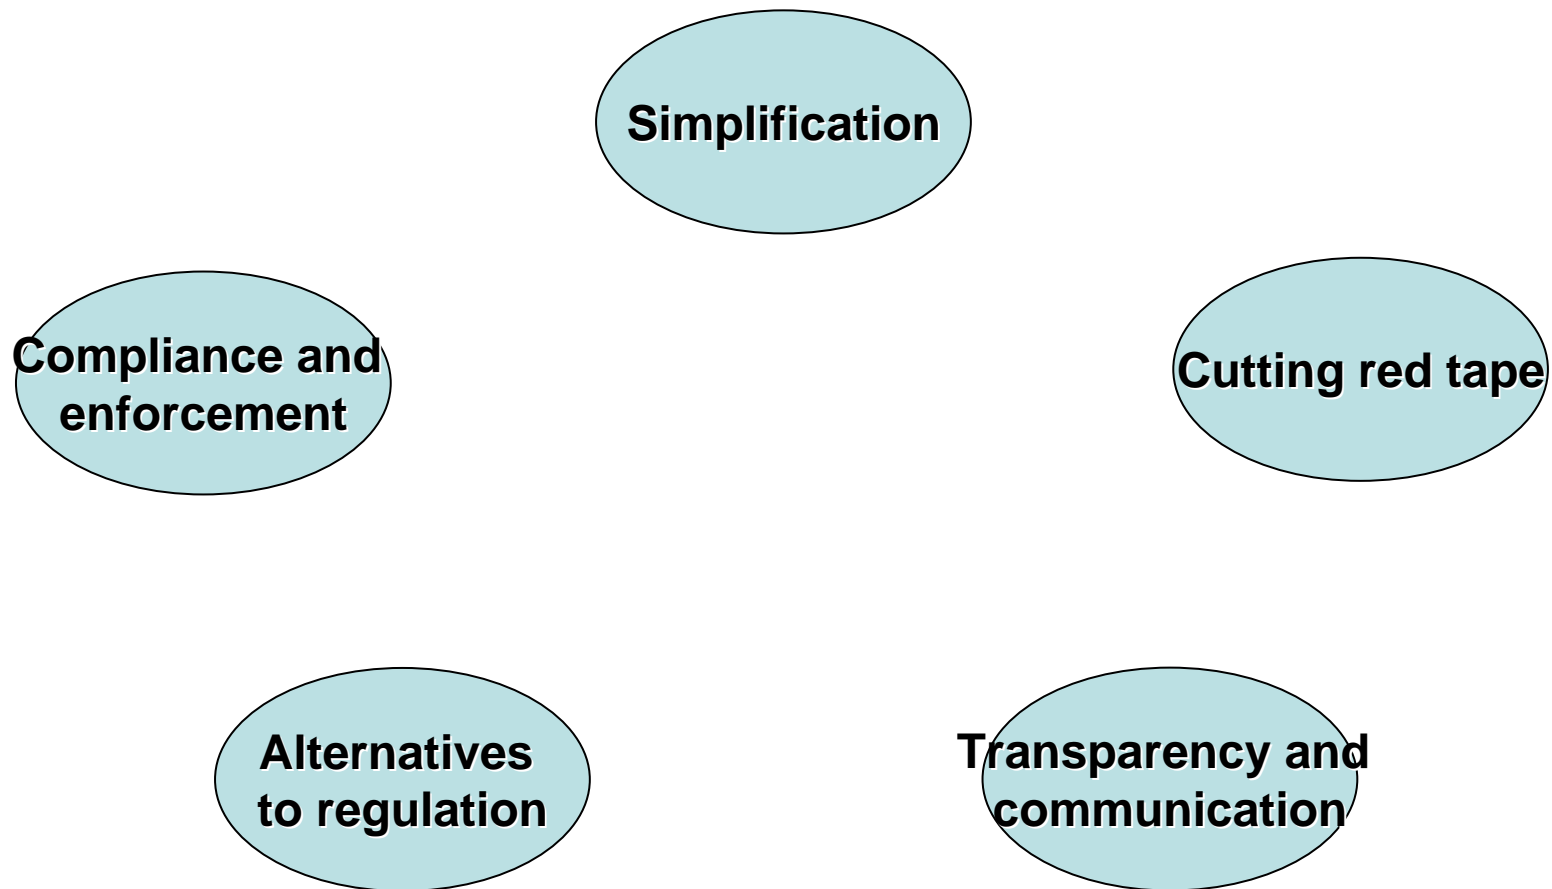 Simplification
Compliance and
enforcement
Cutting red tape
Alternatives
to regulation
Transparency and
communication